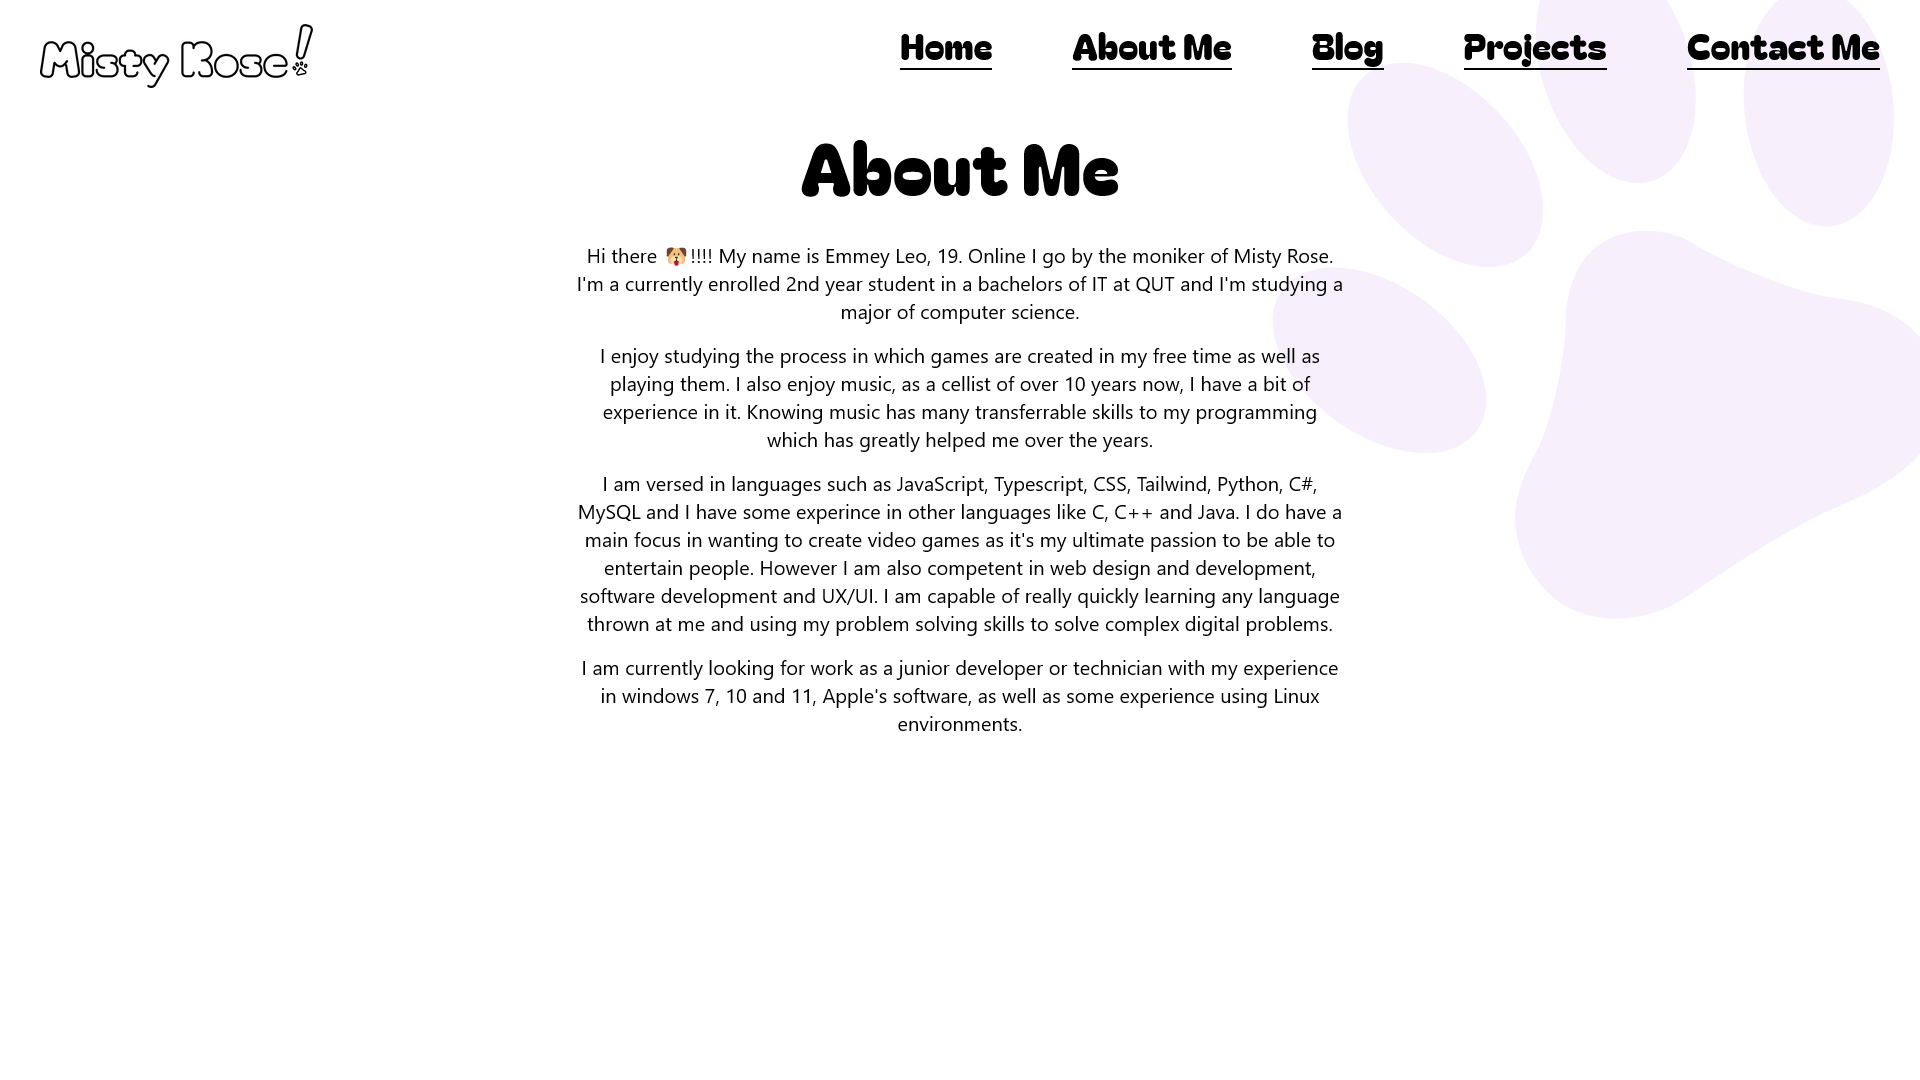 Misty Rose!
Home
About Me
Blog
Projects
Contact Me
About Me
Hi there 🐶!!!! My name is Emmey Leo, 19. Online I go by the moniker of Misty Rose.
I'm a currently enrolled 2nd year student in a bachelors of IT at QUT and I'm studying a
major of computer science.
I enjoy studying the process in which games are created in my free time as well as
playing them. I also enjoy music, as a cellist of over 10 years now, I have a bit of
experience in it. Knowing music has many transferrable skills to my programming
which has greatly helped me over the years.
I am versed in languages such as JavaScript, Typescript, CSS, Tailwind, Python, C#,
MySQL and I have some experince in other languages like C, C++ and Java. I do have a
main focus in wanting to create video games as it's my ultimate passion to be able to
entertain people. However I am also competent in web design and development,
software development and UX/UI. I am capable of really quickly learning any language
thrown at me and using my problem solving skills to solve complex digital problems.
I am currently looking for work as a junior developer or technician with my experience
in windows 7, 10 and 11, Apple's software, as well as some experience using Linux
environments.